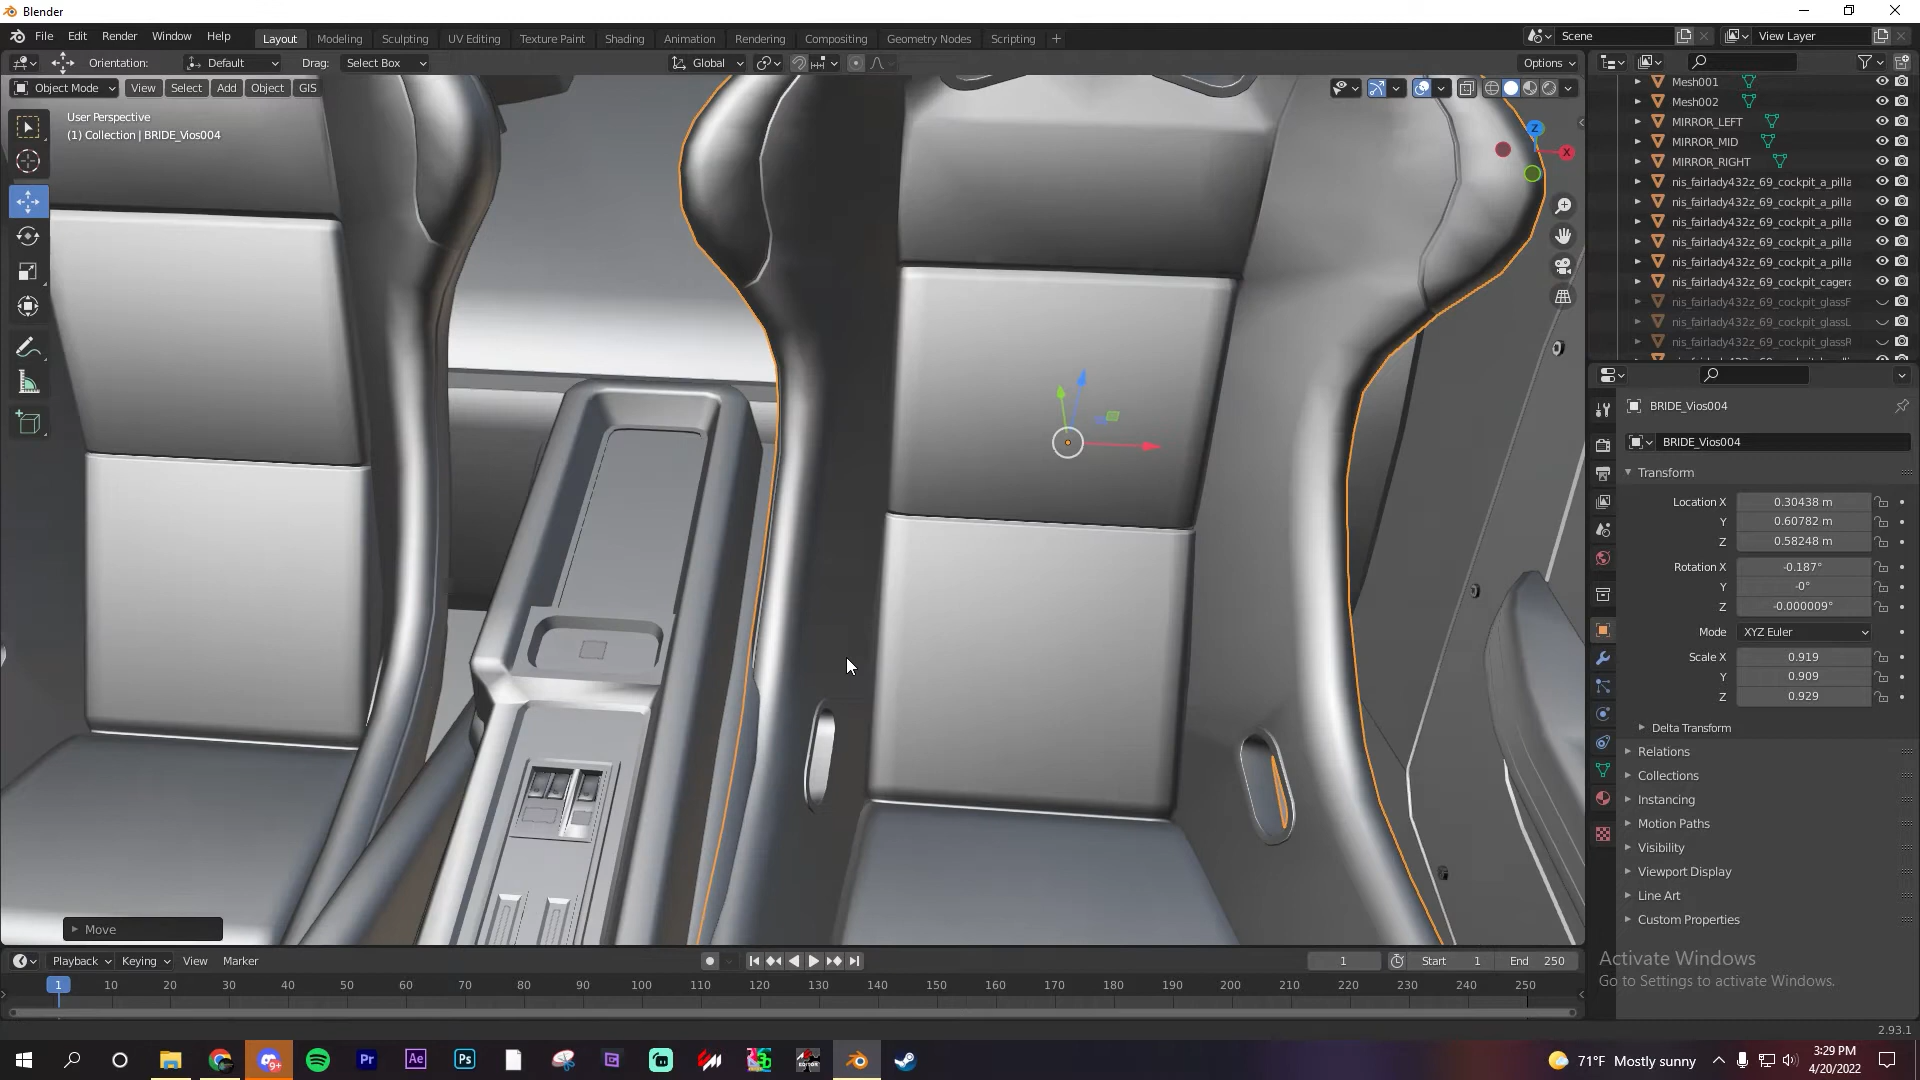 Blender
File Edit Render Window Help
Layout Modeling Sculpting UV Editing Texture Paint Shading Animation Rendering Compositing Geometry Nodes Scripting +
Scene
View Layer
Orientation: Default Drag: Select Box
Global
Options
Object Mode View Select Add Object GIS
User Perspective
(1) Collection | BRIDE_Vios004
Z
X
Mesh001
Mesh002
MIRROR_LEFT
MIRROR_MID
MIRROR_RIGHT
nis_fairlady432z_69_cockpit_a_pilla
nis_fairlady432z_69_cockpit_a_pilla
nis_fairlady432z_69_cockpit_a_pilla
nis_fairlady432z_69_cockpit_a_pilla
nis_fairlady432z_69_cockpit_a_pilla
nis_fairlady432z_69_cockpit_cagera
nis_fairlady432z_69_cockpit_glassF
nis_fairlady432z_69_cockpit_glassL
nis_fairlady432z_69_cockpit_glassR
BRIDE_Vios004
BRIDE_Vios004
Transform
Location X 0.30438 m
Y 0.60782 m
Z 0.58248 m
Rotation X -0.187°
Y -0°
Z -0.000009°
Mode XYZ Euler
Scale X 0.919
Y 0.909
Z 0.929
Delta Transform
Relations
Collections
Instancing
Motion Paths
Visibility
Viewport Display
Line Art
Custom Properties
Activate Windows
Go to Settings to activate Windows.
Move
Playback Keying View Marker
1
Start 1
End 250
1 10 20 30 40 50 60 70 80 90 100 110 120 130 140 150 160 170 180 190 200 210 220 230 240 250
2.93.1
9+
Pr
Ae
Ps
71°F Mostly sunny
3:29 PM
4/20/2022